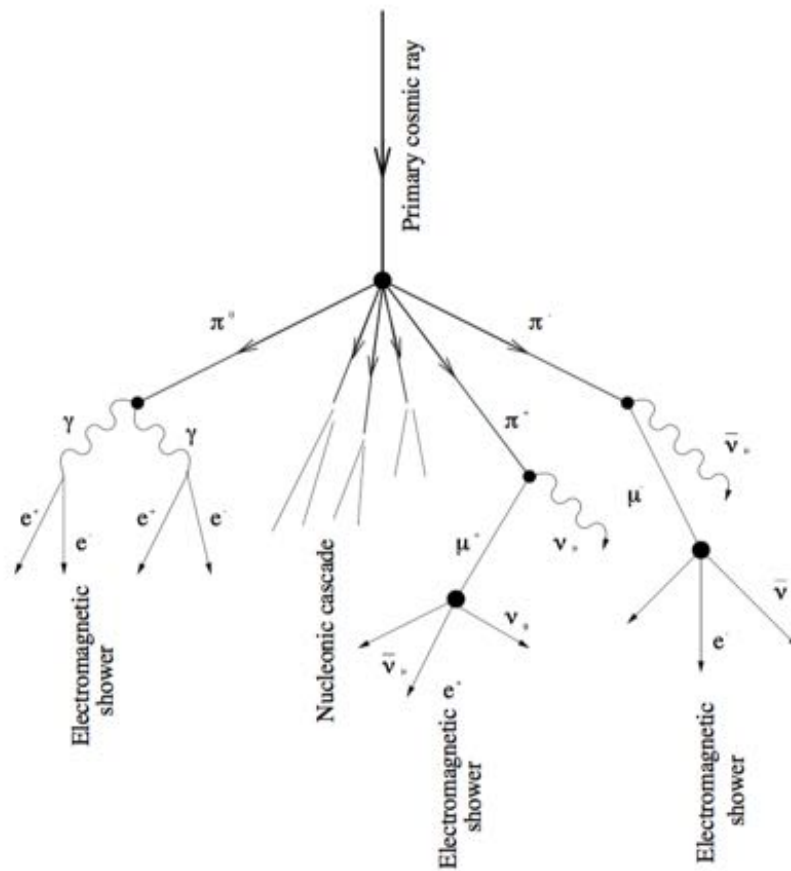 Primary cosmic ray
π⁰
π⁻
π⁺
γ
γ
ν̄
μ⁻
e⁺
e⁻
e⁺
e⁻
μ⁺
ν
ν̄
ν
e⁺
ν̄
e⁻
Electromagnetic
shower
Nucleonic cascade
Electromagnetic
shower
Electromagnetic
shower